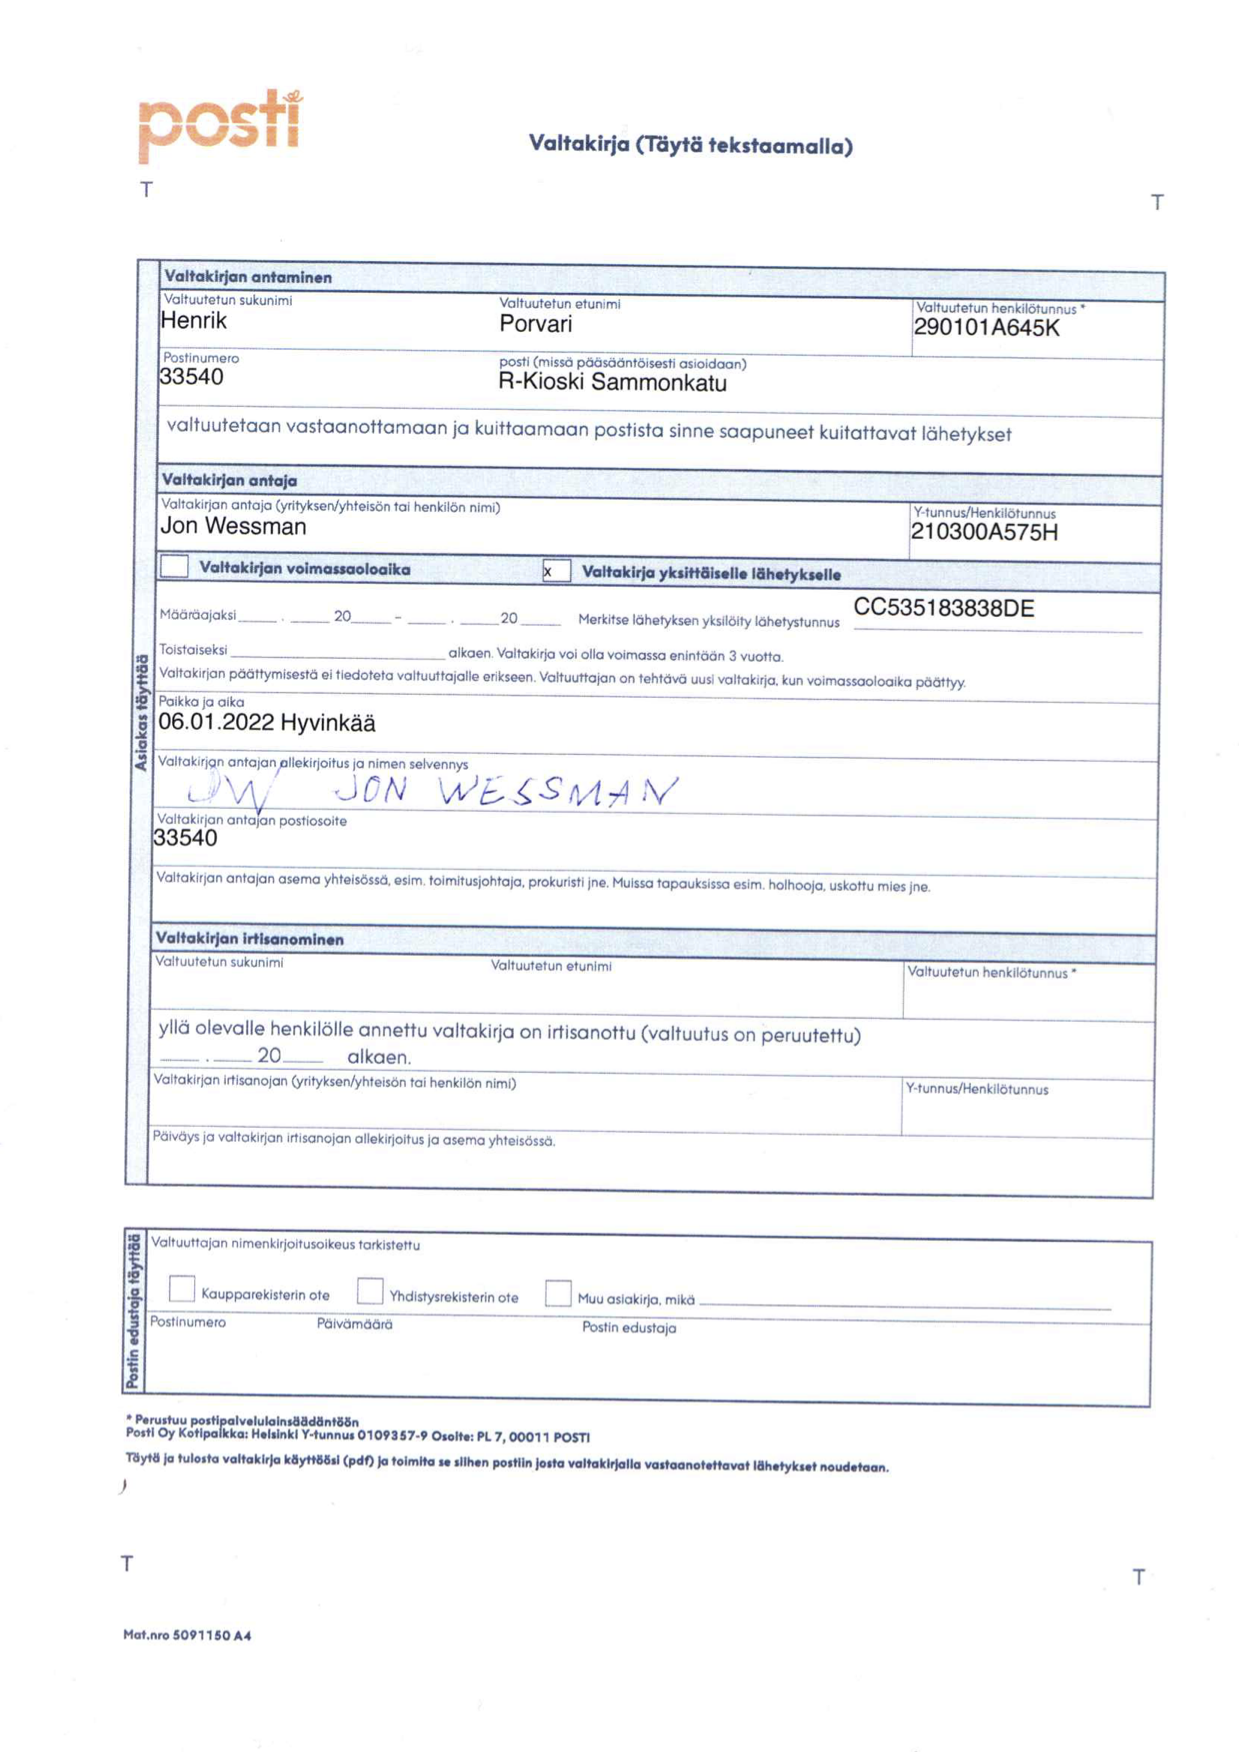 posti
Valtakirja (Täytä tekstaamalla)
T T
Valtakirjan antaminen
Valtuutetun sukunimi Valtuutetun etunimi Valtuutetun henkilötunnus *
Henrik Porvari 290101A645K
Postinumero posti (missä pääsääntöisesti asioidaan)
33540 R-Kioski Sammonkatu
valtuutetaan vastaanottamaan ja kuittaamaan postista sinne saapuneet kuitattavat lähetykset
Valtakirjan antaja
Valtakirjan antaja (yrityksen/yhteisön tai henkilön nimi) Y-tunnus/Henkilötunnus
Jon Wessman 210300A575H
Valtakirjan voimassaoloaika x Valtakirja yksittäiselle lähetykselle
Määräajaksi ____ . ____ 20____ – ____ . ____ 20____ Merkitse lähetyksen yksilöity lähetystunnus CC535183838DE
Toistaiseksi ____ alkaen. Valtakirja voi olla voimassa enintään 3 vuotta.
Valtakirjan päättymisestä ei tiedoteta valtuuttajalle erikseen. Valtuuttajan on tehtävä uusi valtakirja, kun voimassaoloaika päättyy.
Paikka ja aika
06.01.2022 Hyvinkää
Valtakirjan antajan allekirjoitus ja nimen selvennys
JW JON WESSMAN
Valtakirjan antajan postiosoite
33540
Valtakirjan antajan asema yhteisössä, esim. toimitusjohtaja, prokuristi jne. Muissa tapauksissa esim. holhooja, uskottu mies jne.
Asiakas täyttää
Valtakirjan irtisanominen
Valtuutetun sukunimi Valtuutetun etunimi Valtuutetun henkilötunnus *
yllä olevalle henkilölle annettu valtakirja on irtisanottu (valtuutus on peruutettu)
____ . ____ 20____ alkaen.
Valtakirjan irtisanojan (yrityksen/yhteisön tai henkilön nimi) Y-tunnus/Henkilötunnus
Päiväys ja valtakirjan irtisanojan allekirjoitus ja asema yhteisössä.
Postin edustaja täyttää
Valtuuttajan nimenkirjoitusoikeus tarkistettu
Kaupparekisterin ote Yhdistysrekisterin ote Muu asiakirja, mikä ____
Postinumero Päivämäärä Postin edustaja
* Perustuu postipalvelulainsäädäntöön
Posti Oy Kotipaikka: Helsinki Y-tunnus 0109357-9 Osoite: PL 7, 00011 POSTI
Täytä ja tulosta valtakirja käyttöösi (pdf) ja toimita se siihen postiin josta valtakirjalla vastaanotettavat lähetykset noudetaan.
T T
Mat.nro 5091150 A4